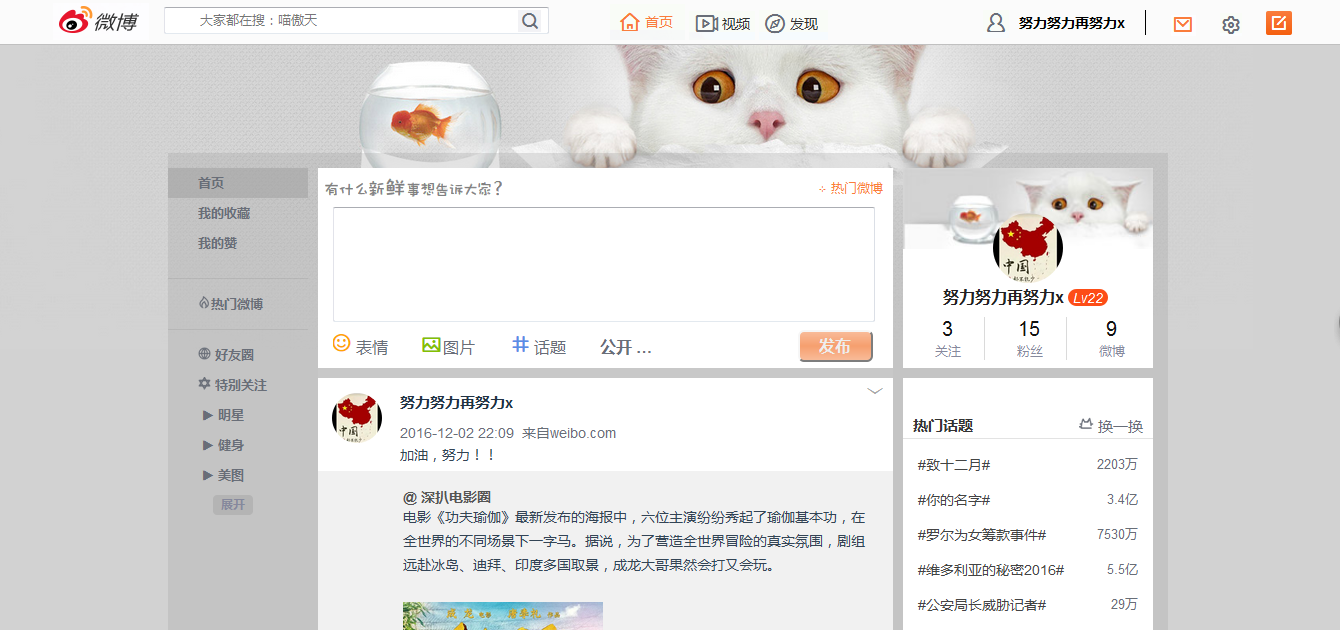 微博
大家都在搜：喵傲天
首页
视频
发现
努力努力再努力x
首页
我的收藏
我的赞
热门微博
好友圈
特别关注
明星
健身
美图
展开
有什么新鲜事想告诉大家?
热门微博
表情
图片
话题
公开 ...
发布
努力努力再努力x
2016-12-02 22:09 来自weibo.com
加油，努力！！
@ 深扒电影圈
电影《功夫瑜伽》最新发布的海报中，六位主演纷纷秀起了瑜伽基本功，在
全世界的不同场景下一字马。据说，为了营造全世界冒险的真实氛围，剧组
远赴冰岛、迪拜、印度多国取景，成龙大哥果然会打又会玩。
中国
努力努力再努力x Lv22
3 15 9
关注 粉丝 微博
热门话题 换一换
#致十二月# 2203万
#你的名字# 3.4亿
#罗尔为女筹款事件# 7530万
#维多利亚的秘密2016# 5.5亿
#公安局长威胁记者# 29万